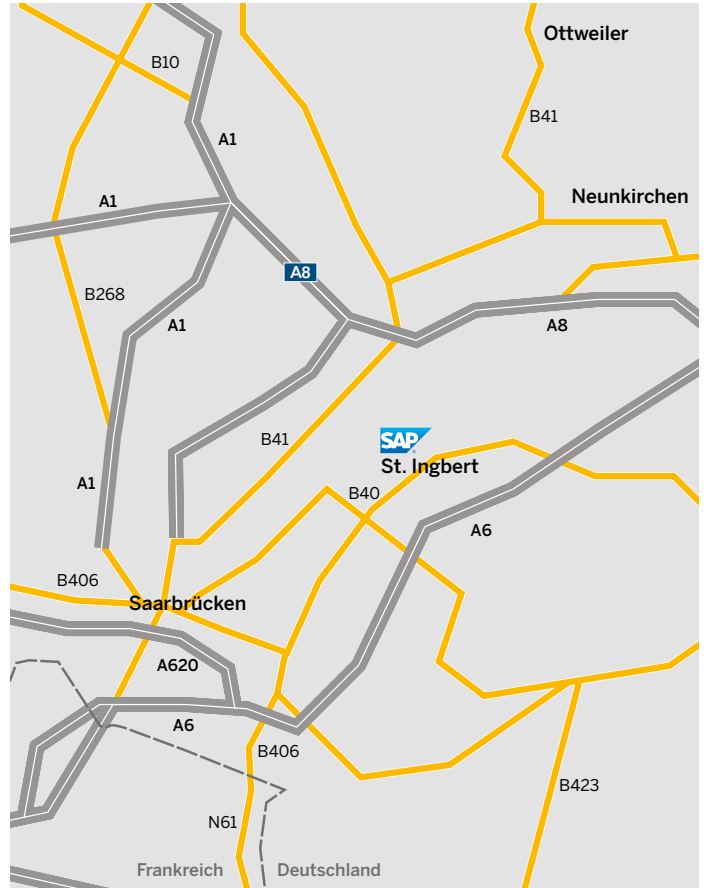 Ottweiler
B10
B41
A1
Neunkirchen
A1
A8
B268
A1
A8
B41
SAP
St. Ingbert
A1
B40
A6
B406
Saarbrücken
A620
A6
B406
B423
N61
Frankreich
Deutschland